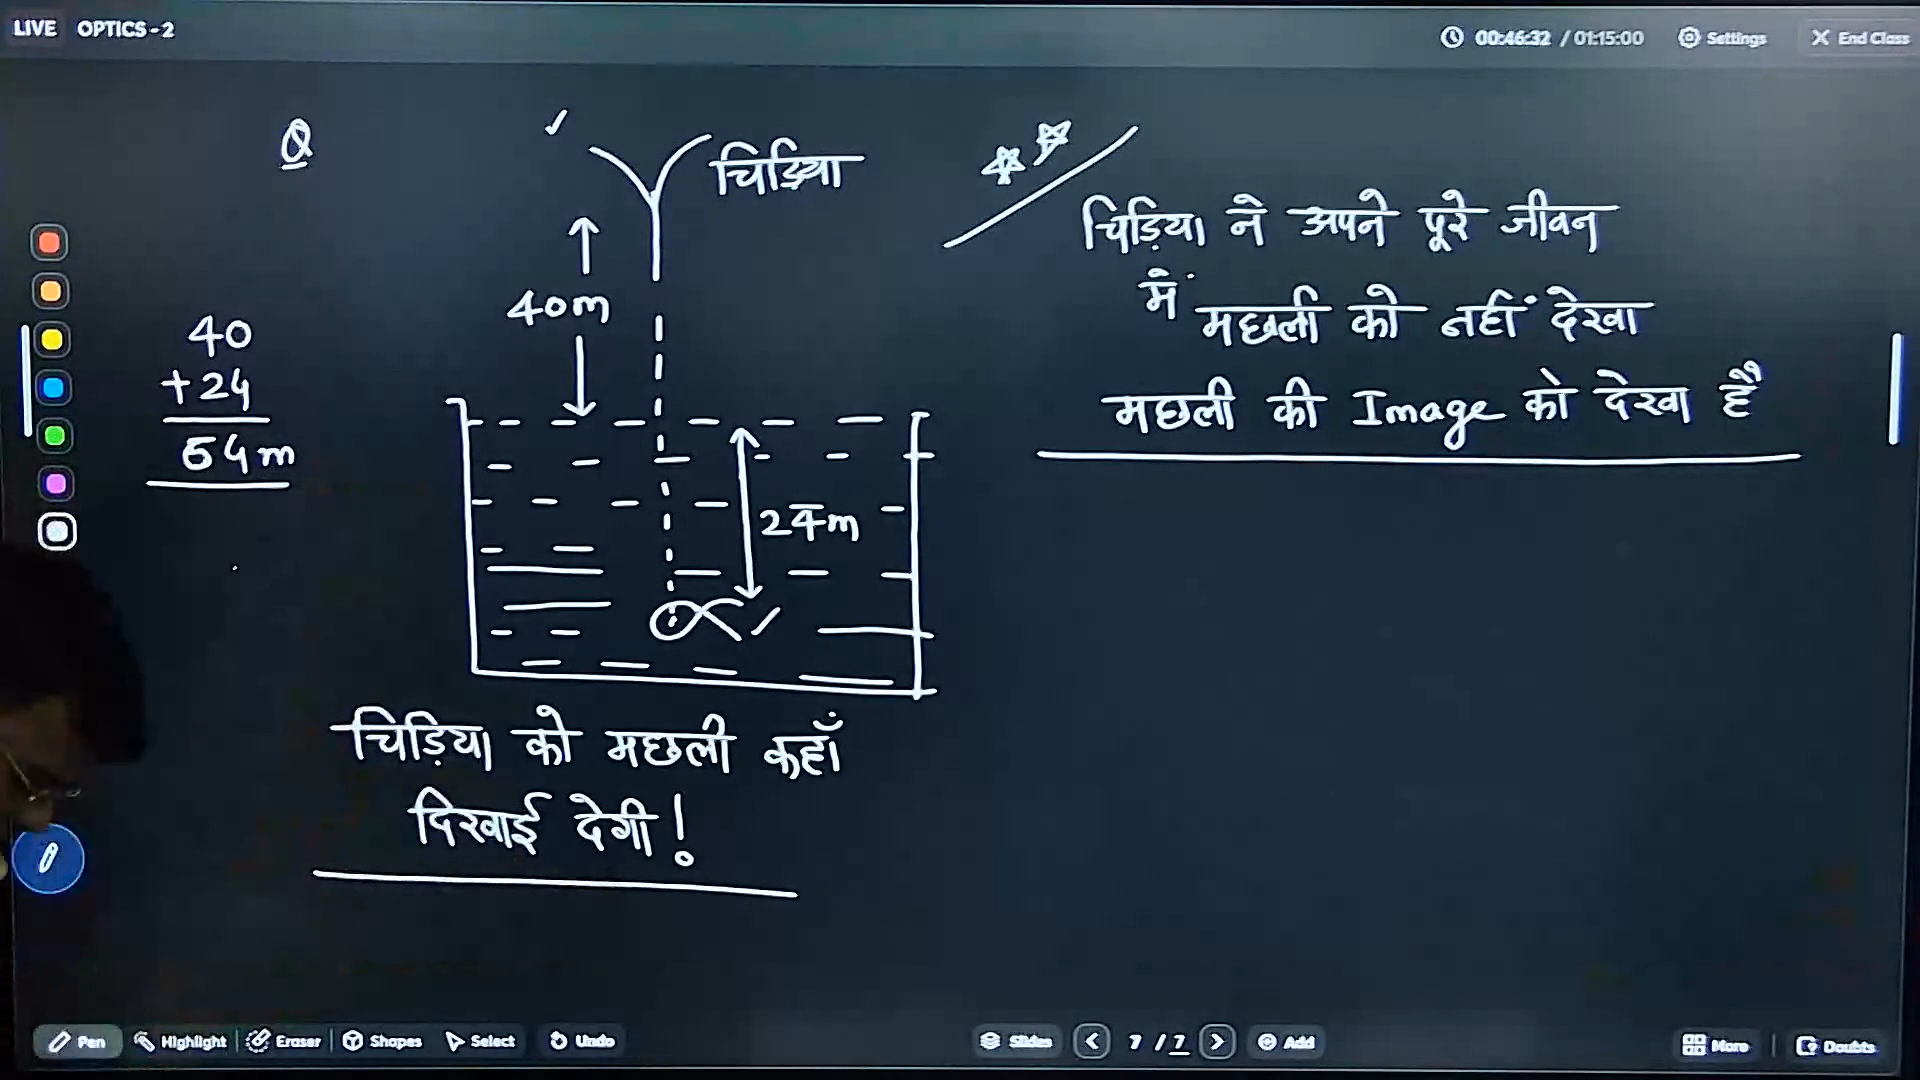 LIVE OPTICS-2
00:46:32 / 01:15:00 Settings X End Class
Q
चिड़िया
40m
40
+24
64m
24m
चिड़िया ने अपने पूरे जीवन
में मछली को नहीं देखा
मछली की Image को देखा है
चिड़िया को मछली कहाँ
दिखाई देगी!
Pen Highlight Eraser Shapes Select Undo
Slides 7 / 7 Add
More Doubts